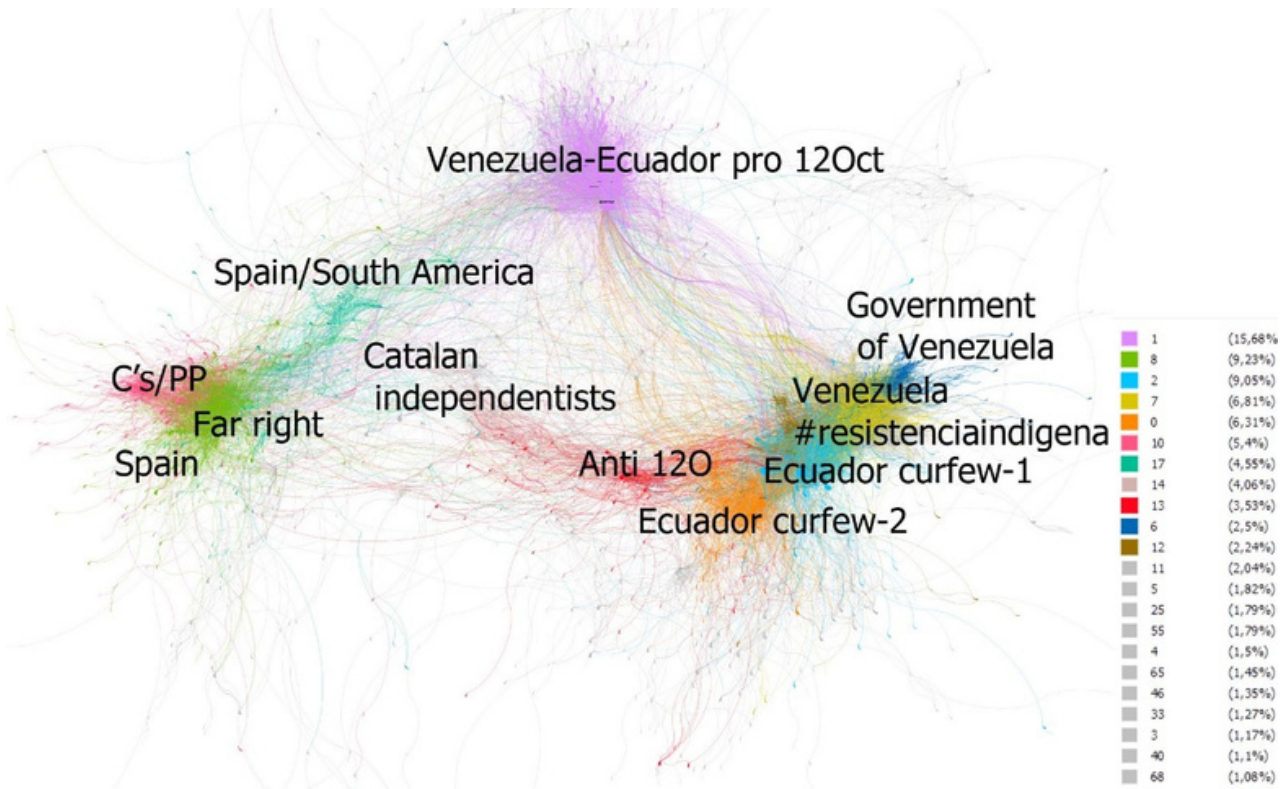 Venezuela-Ecuador pro 12Oct
Spain/South America
Government
of Venezuela
C's/PP
Catalan
independentists
Far right
Spain
Venezuela
#resistenciaindigena
Anti 12O
Ecuador curfew-1
Ecuador curfew-2
1 (15,68%
8 (9,23%)
2 (9,05%)
7 (6,81%)
0 (6,31%)
10 (5,4%)
17 (4,55%)
14 (4,06%)
13 (3,53%)
6 (2,5%)
12 (2,24%)
11 (2,04%)
5 (1,82%)
25 (1,79%)
55 (1,79%)
4 (1,5%)
65 (1,45%)
46 (1,35%)
33 (1,27%)
3 (1,17%)
40 (1,1%)
68 (1,08%)